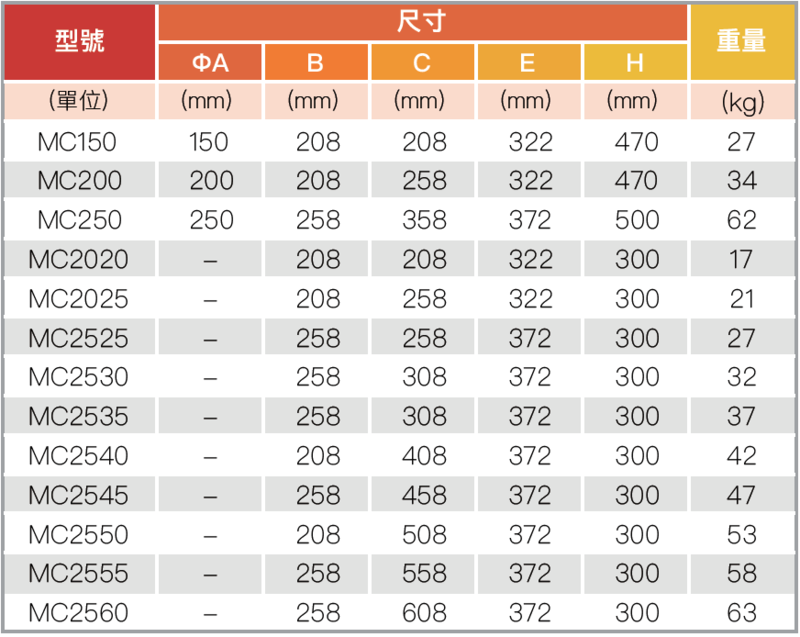 型號 尺寸 重量
ΦA B C E H
(單位) (mm) (mm) (mm) (mm) (mm) (kg)
MC150 150 208 208 322 470 27
MC200 200 208 258 322 470 34
MC250 250 258 358 372 500 62
MC2020 – 208 208 322 300 17
MC2025 – 208 258 322 300 21
MC2525 – 258 258 372 300 27
MC2530 – 258 308 372 300 32
MC2535 – 258 308 372 300 37
MC2540 – 208 408 372 300 42
MC2545 – 258 458 372 300 47
MC2550 – 208 508 372 300 53
MC2555 – 258 558 372 300 58
MC2560 – 258 608 372 300 63